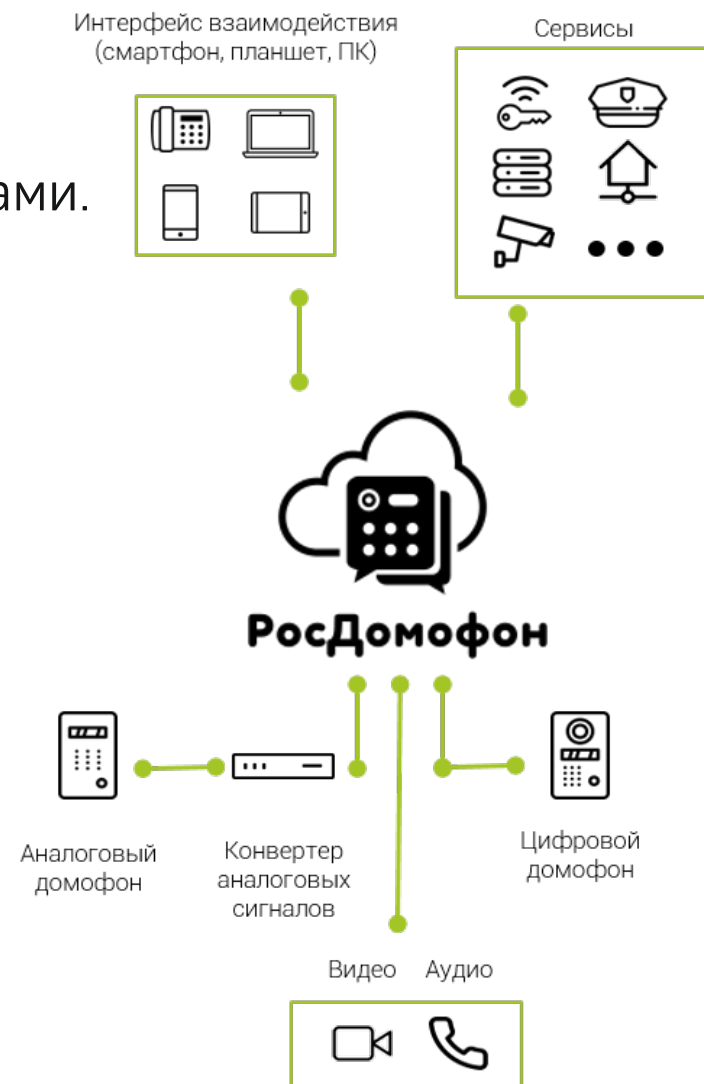 Интерфейс взаимодействия
(смартфон, планшет, ПК)
Сервисы
ами.
РосДомофон
Аналоговый
домофон
Конвертер
аналоговых
сигналов
Цифровой
домофон
Видео Аудио